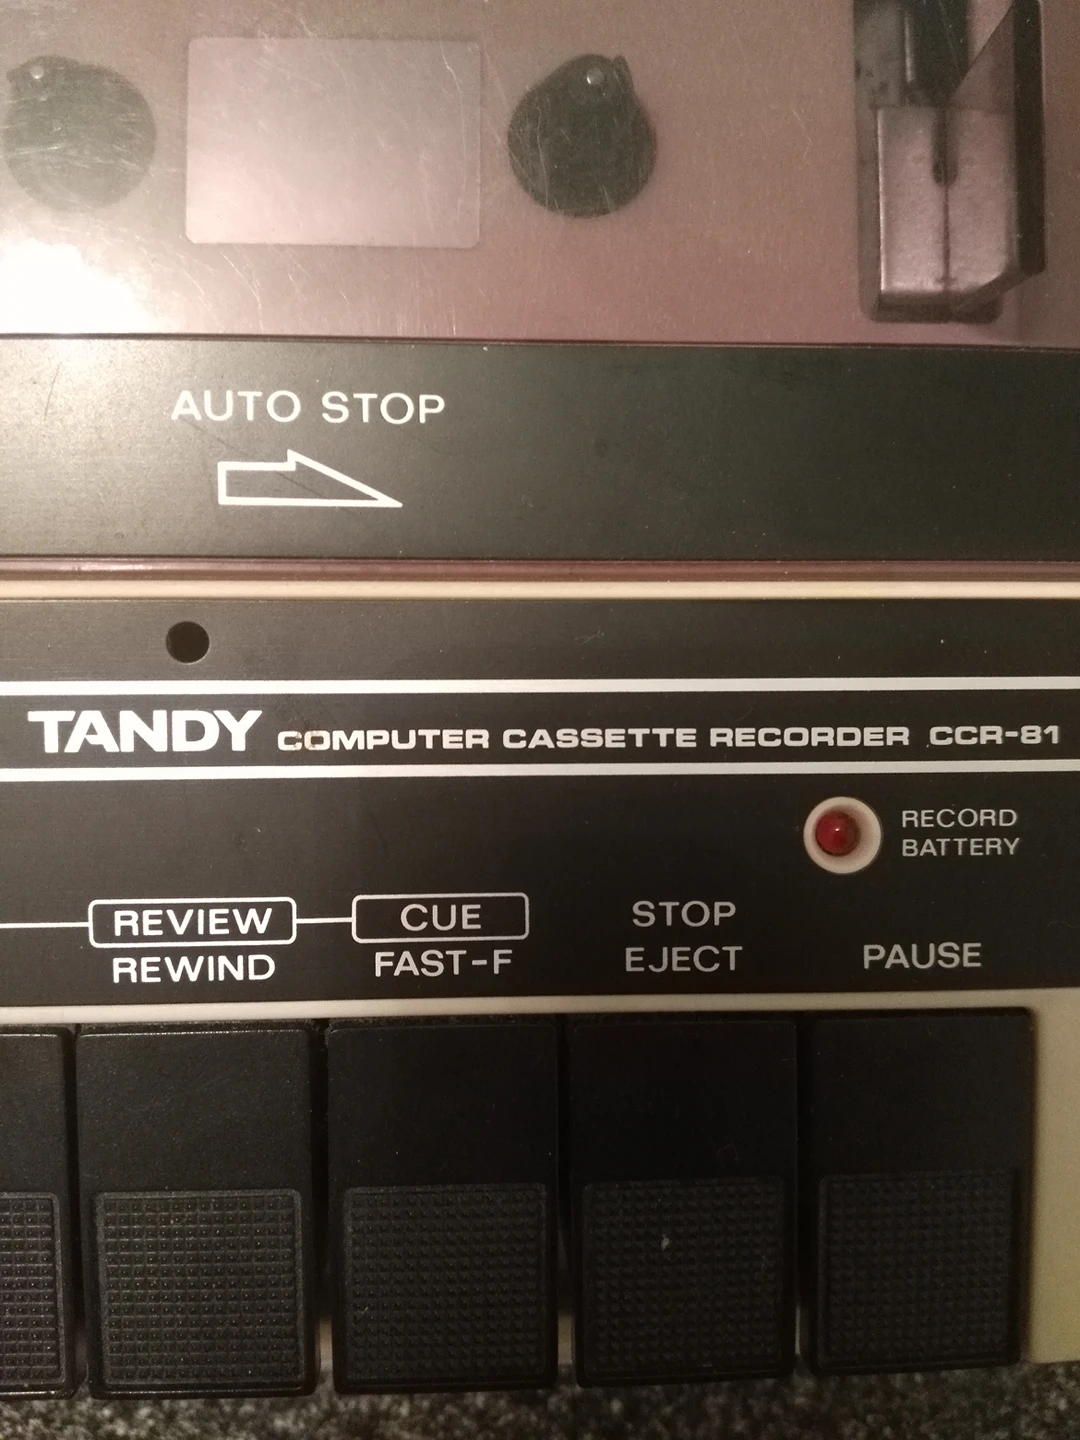 AUTO STOP
TANDY COMPUTER CASSETTE RECORDER CCR-81
RECORD
BATTERY
REVIEW CUE STOP
REWIND FAST-F EJECT PAUSE